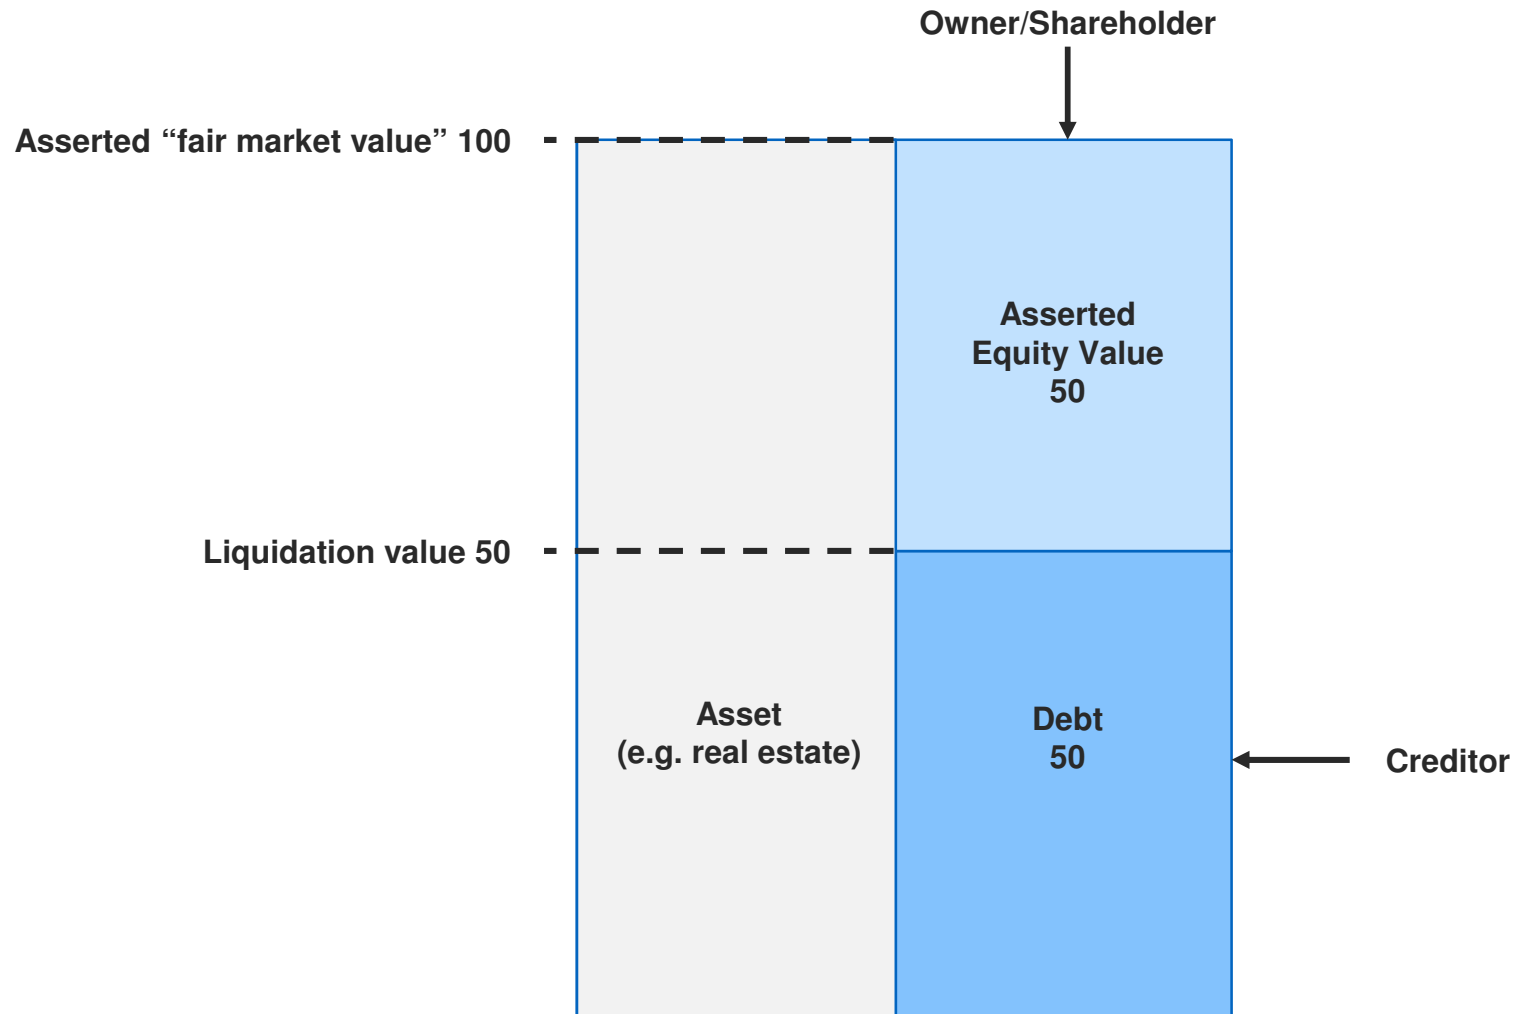 Owner/Shareholder
Asserted “fair market value” 100
Asserted
Equity Value
50
Liquidation value 50
Asset
(e.g. real estate)
Debt
50
Creditor